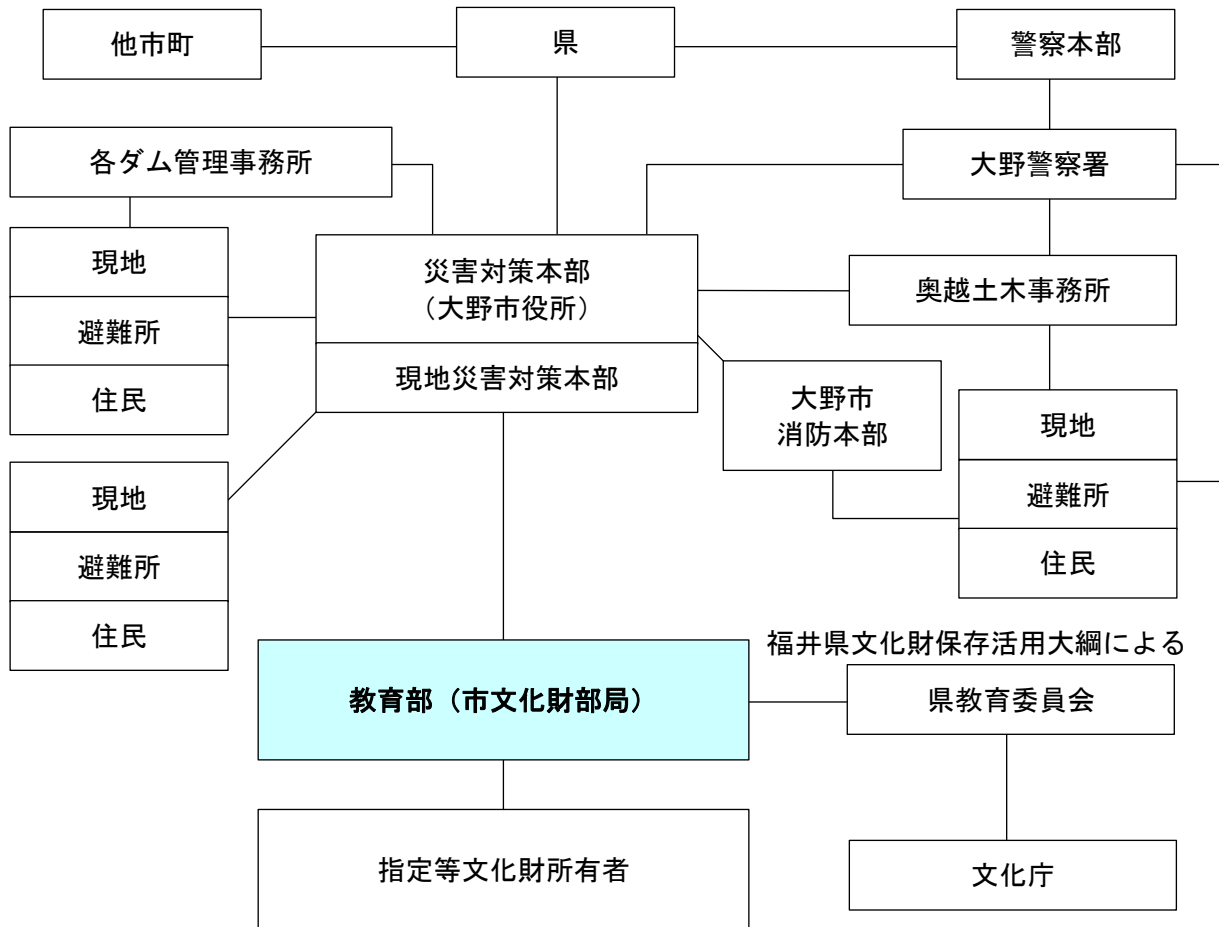 他市町
県
警察本部
各ダム管理事務所
大野警察署
現地
避難所
住民
災害対策本部
（大野市役所）
現地災害対策本部
奥越土木事務所
大野市
消防本部
現地
避難所
住民
現地
避難所
住民
教育部（市文化財部局）
福井県文化財保存活用大綱による
県教育委員会
指定等文化財所有者
文化庁